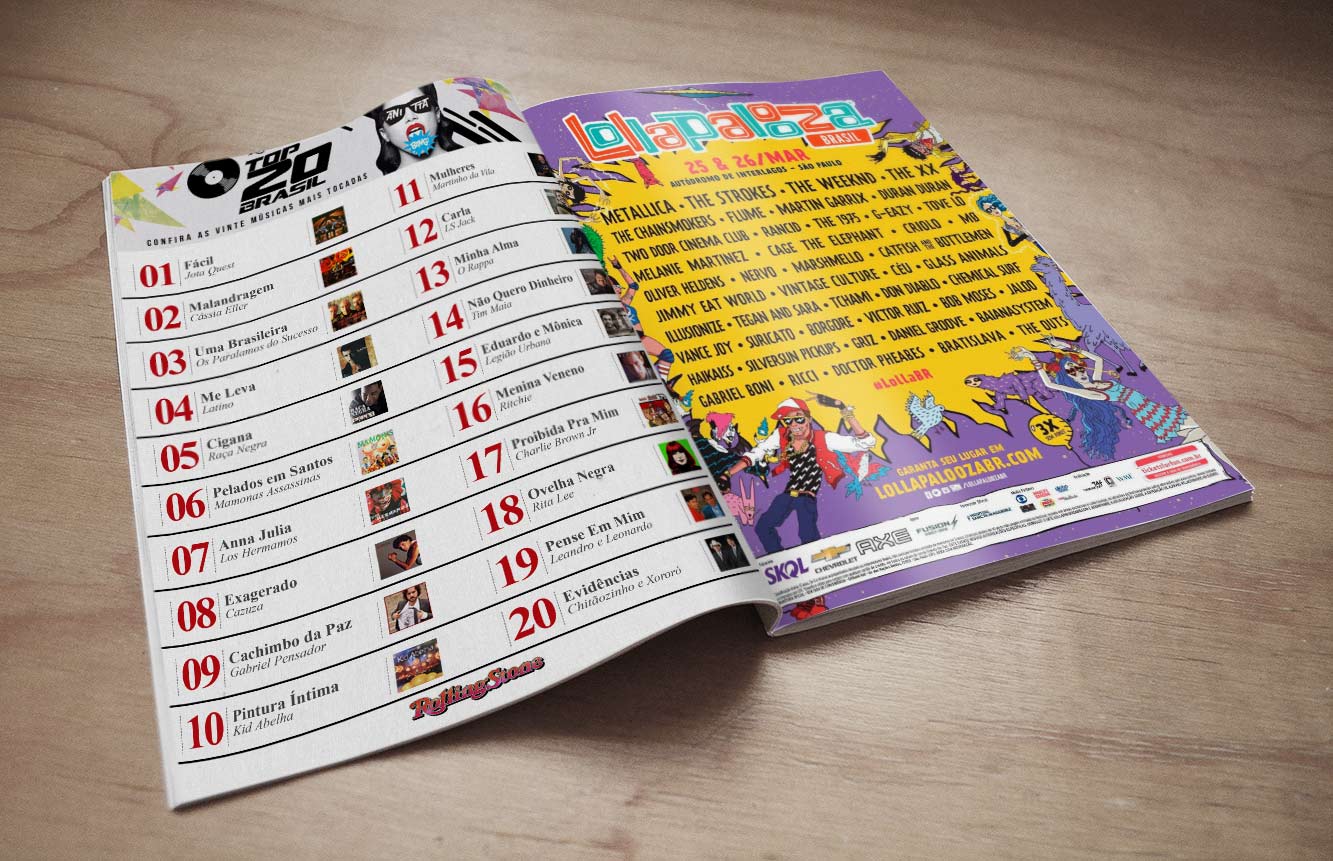 ANITTA
BANG
TOP
20
BRASIL
CONFIRA AS VINTE MÚSICAS MAIS TOCADAS
01 Fácil
Jota Quest
02 Malandragem
Cássia Eller
03 Uma Brasileira
Os Paralamos do Sucesso
04 Me Leva
Latino
05 Cigana
Raça Negra
06 Pelados em Santos
Mamonas Assassinas
07 Anna Julia
Los Hermamos
08 Exagerado
Cazuza
09 Cachimbo da Paz
Gabriel Pensador
10 Pintura Íntima
Kid Abelha
11 Mulheres
Martinho da Vila
12 Carla
LS Jack
13 Minha Alma
O Rappa
14 Não Quero Dinheiro
Tim Maia
15 Eduardo e Mônica
Legião Urbana
16 Menina Veneno
Ritchie
17 Proibida Pra Mim
Charlie Brown Jr
18 Ovelha Negra
Rita Lee
19 Pense Em Mim
Leandro e Leonardo
20 Evidências
Chitãozinho e Xororó
RollingStone
Lollapalooza
BRASIL
25 & 26/MAR
AUTÓDROMO DE INTERLAGOS - SÃO PAULO
METALLICA • THE STROKES • THE WEEKND • THE XX
THE CHAINSMOKERS • FLUME • MARTIN GARRIX • DURAN DURAN
TWO DOOR CINEMA CLUB • RANCID • THE 1975 • G-EAZY • TOVE LO
MELANIE MARTINEZ • CAGE THE ELEPHANT • CRIOLO • MØ
OLIVER HELDENS • NERVO • MARSHMELLO • CATFISH AND THE BOTTLEMEN
JIMMY EAT WORLD • VINTAGE CULTURE • CÉU • GLASS ANIMALS
ILLUSIONIZE • TEGAN AND SARA • TCHAMI • DON DIABLO • CHEMICAL SURF
VANCE JOY • SURICATO • BORGORE • VICTOR RUIZ • BOB MOSES • JALOO
HAIKAISS • SILVERSUN PICKUPS • GRIZ • DANIEL GROOVE • BAIANASYSTEM
GABRIEL BONI • RICCI • DOCTOR PHEABES • BRATISLAVA • THE OUTS
#LOLLABR
3X
GARANTA SEU LUGAR EM
LOLLAPALOOZABR.COM
/LOLLAPALOOZABR
SKOL
CHEVROLET
AXE
FUSION
ticketsforfun.com.br